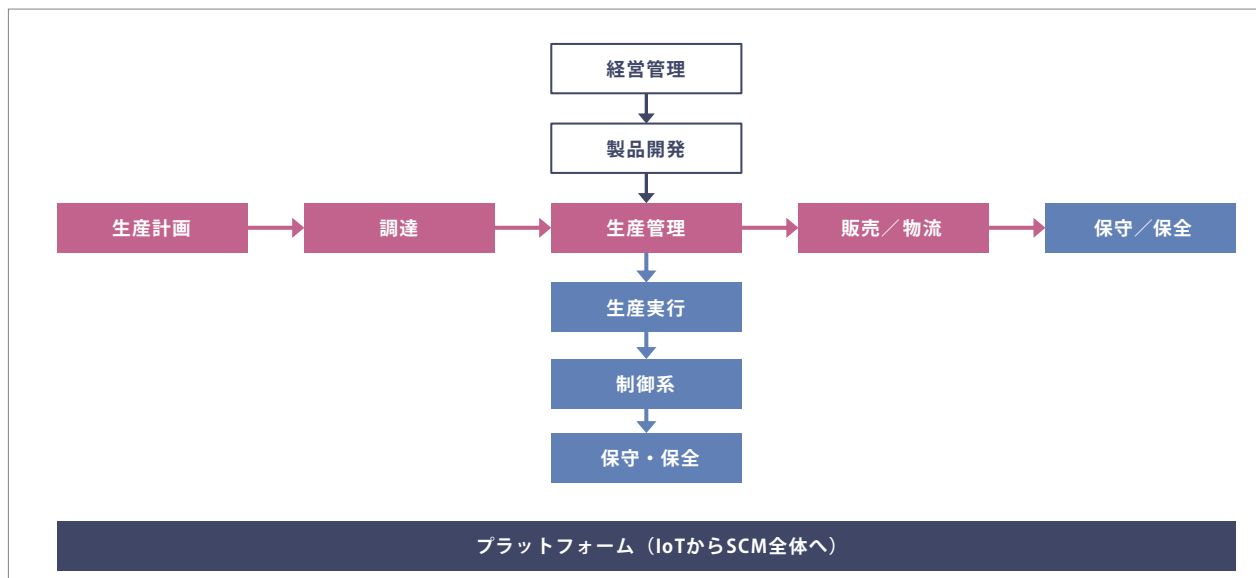 経営管理
製品開発
生産計画
調達
生産管理
販売／物流
保守／保全
生産実行
制御系
保守・保全
プラットフォーム（IoTからSCM全体へ）